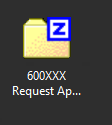 Z
600XXX
Request Ap...